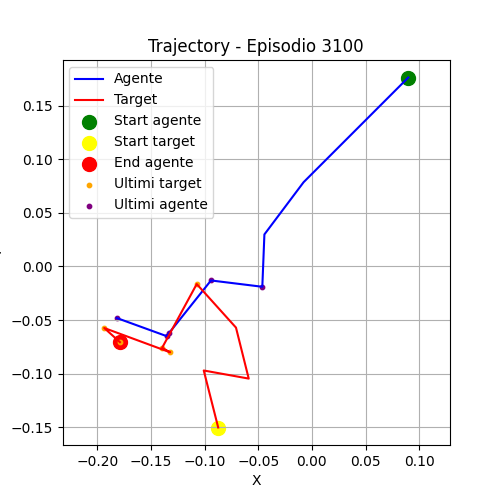 Trajectory - Episodio 3100
Agente
Target
Start agente
Start target
End agente
Ultimi target
Ultimi agente
0.15
0.10
0.05
0.00
−0.05
−0.10
−0.15
−0.20 −0.15 −0.10 −0.05 0.00 0.05 0.10
X